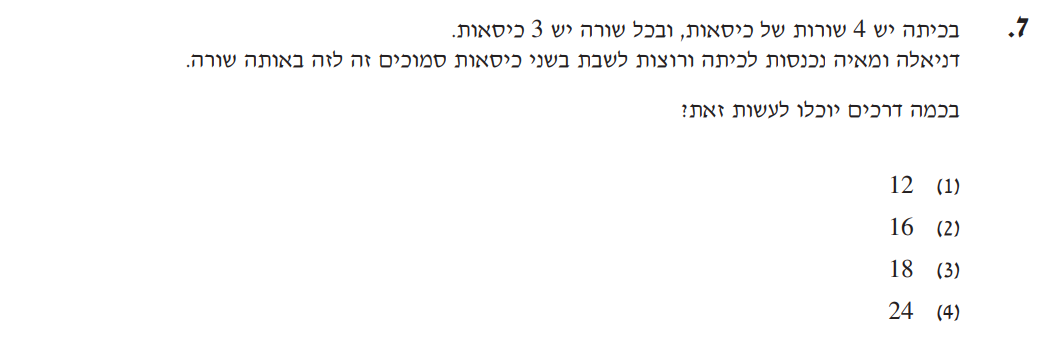 7. בכיתה יש 4 שורות של כיסאות, ובכל שורה יש 3 כיסאות.
דניאלה ומאיה נכנסות לכיתה ורוצות לשבת בשני כיסאות סמוכים זה לזה באותה שורה.
בכמה דרכים יוכלו לעשות זאת?
(1) 12
(2) 16
(3) 18
(4) 24